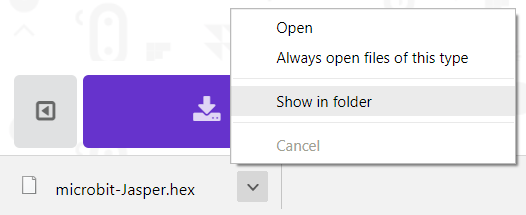 Open
Always open files of this type
Show in folder
Cancel
microbit-Jasper.hex